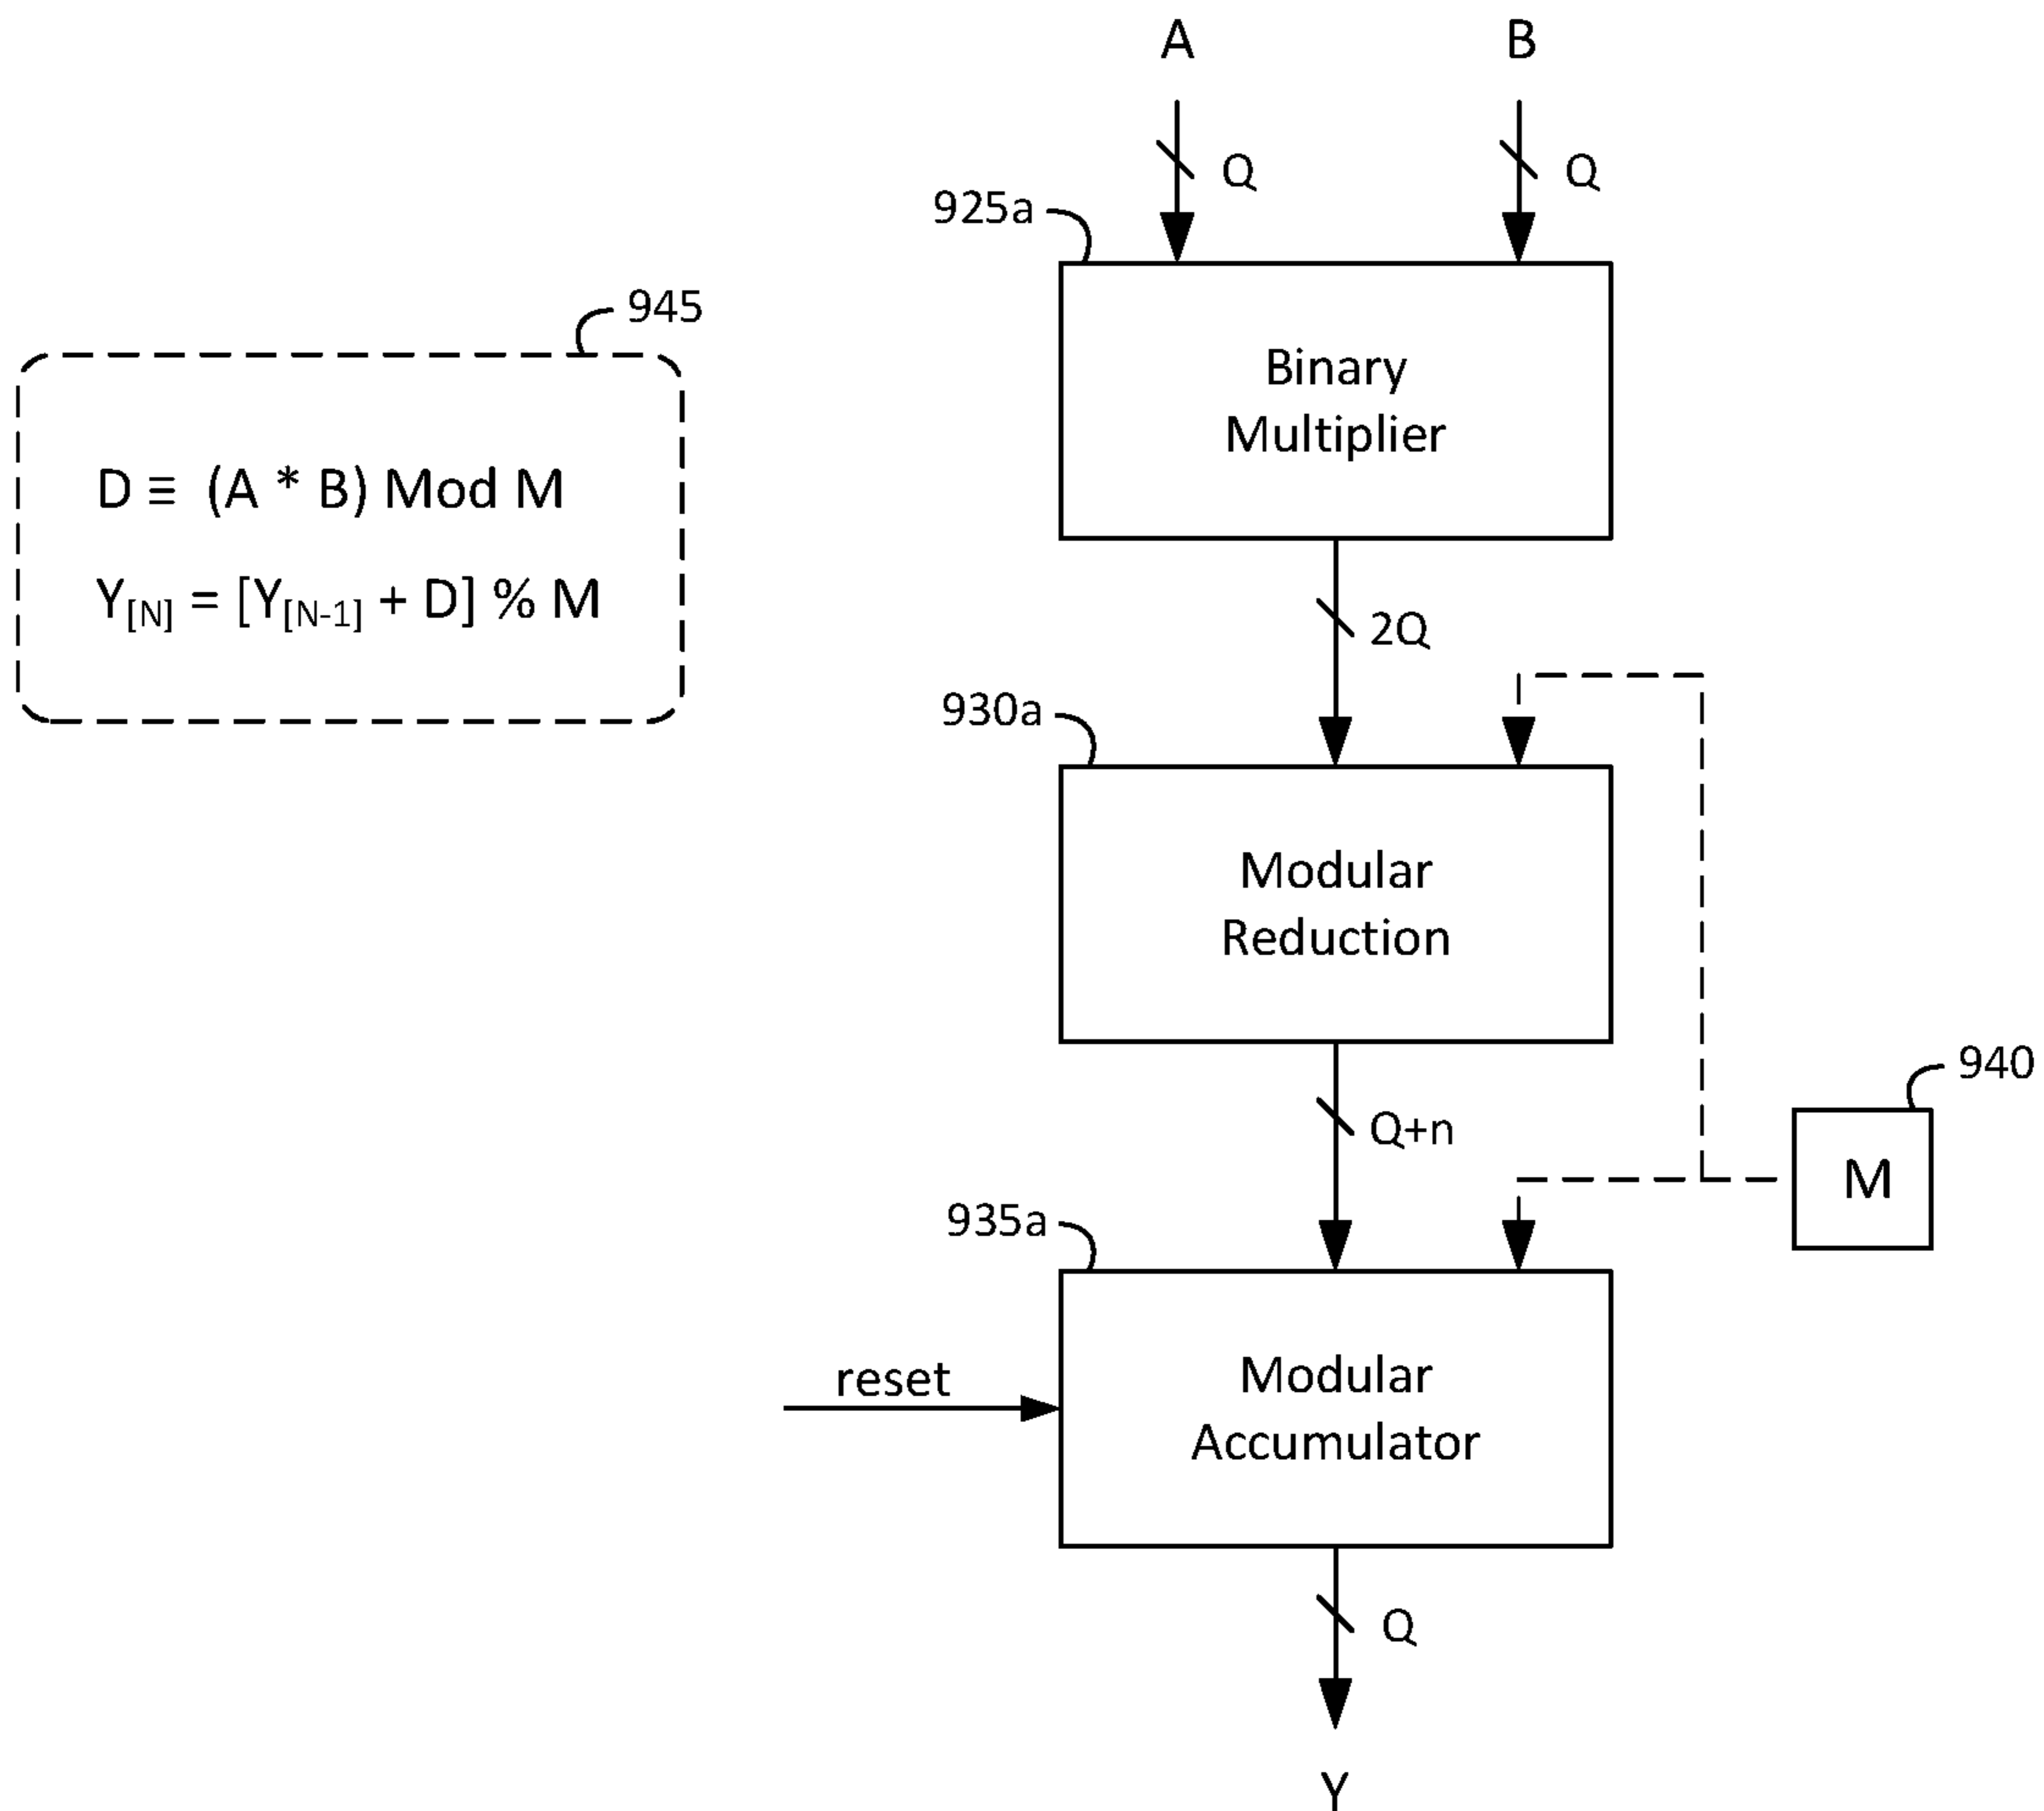 A
B
Q
Q
925a
945
Binary
Multiplier
D ≡ (A * B) Mod M
Y[N] = [Y[N-1] + D] % M
2Q
930a
Modular
Reduction
940
Q+n
M
935a
reset
Modular
Accumulator
Q
Y